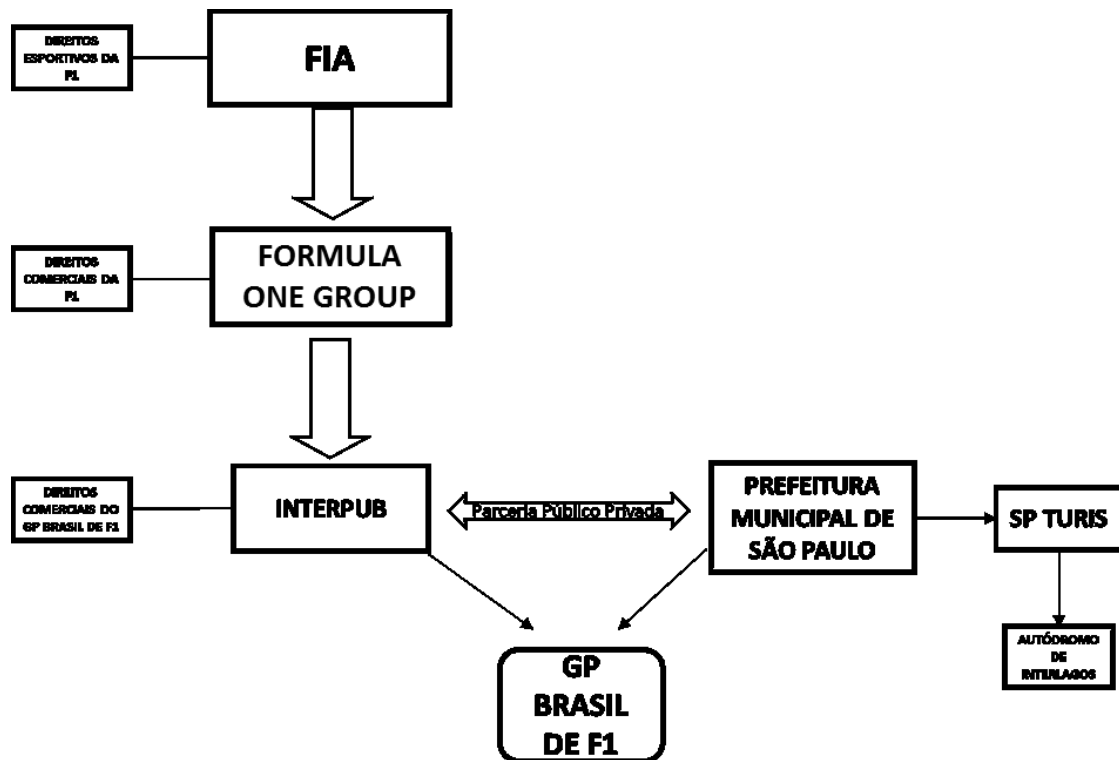 DIREITOS
ESPORTIVOS DA
F1
FIA
DIREITOS
COMERCIAIS DA
F1
FORMULA
ONE GROUP
DIREITOS
COMERCIAIS DO
GP BRASIL DE F1
INTERPUB
Parceria Público Privada
PREFEITURA
MUNICIPAL DE
SÃO PAULO
SP TURIS
AUTÓDROMO
DE
INTERLAGOS
GP
BRASIL
DE F1